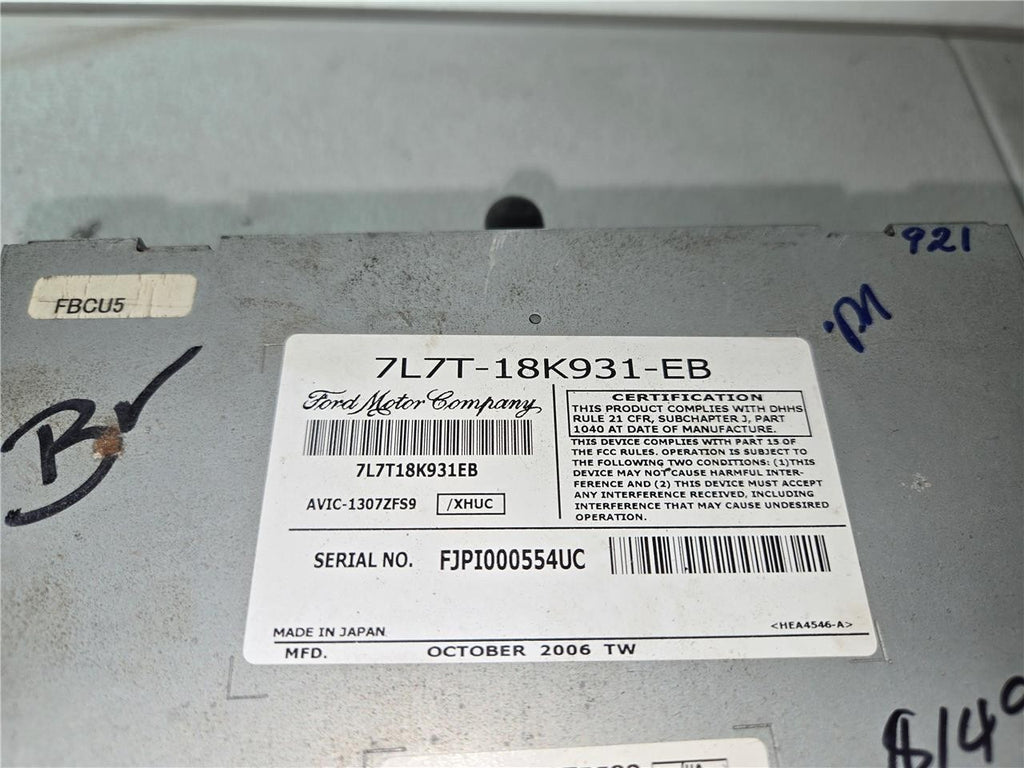 921
FBCU5
7L7T-18K931-EB
Ford Motor Company
7L7T18K931EB
AVIC-1307ZFS9 /XHUC
CERTIFICATION
THIS PRODUCT COMPLIES WITH DHHS
RULE 21 CFR, SUBCHAPTER J, PART
1040 AT DATE OF MANUFACTURE.
THIS DEVICE COMPLIES WITH PART 15 OF
THE FCC RULES. OPERATION IS SUBJECT TO
THE FOLLOWING TWO CONDITIONS: (1)THIS
DEVICE MAY NOT CAUSE HARMFUL INTER-
FERENCE AND (2) THIS DEVICE MUST ACCEPT
ANY INTERFERENCE RECEIVED, INCLUDING
INTERFERENCE THAT MAY CAUSE UNDESIRED
OPERATION.
SERIAL NO. FJPI000554UC
<HEA4546-A>
MADE IN JAPAN
MFD. OCTOBER 2006 TW